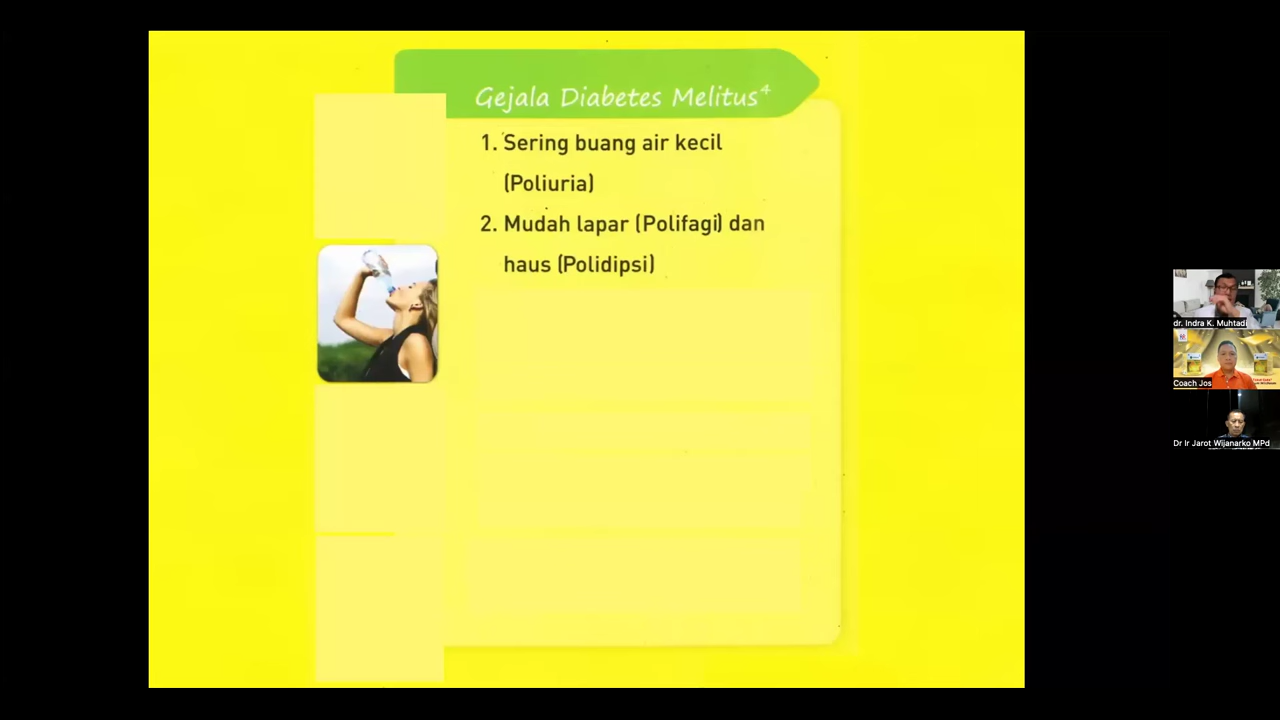 Gejala Diabetes Melitus⁴
1. Sering buang air kecil
(Poliuria)
2. Mudah lapar (Polifagi) dan
haus (Polidipsi)
dr. Indra K. Muhtadi
Coach Jos
Dr Ir Jarot Wijanarko MPd